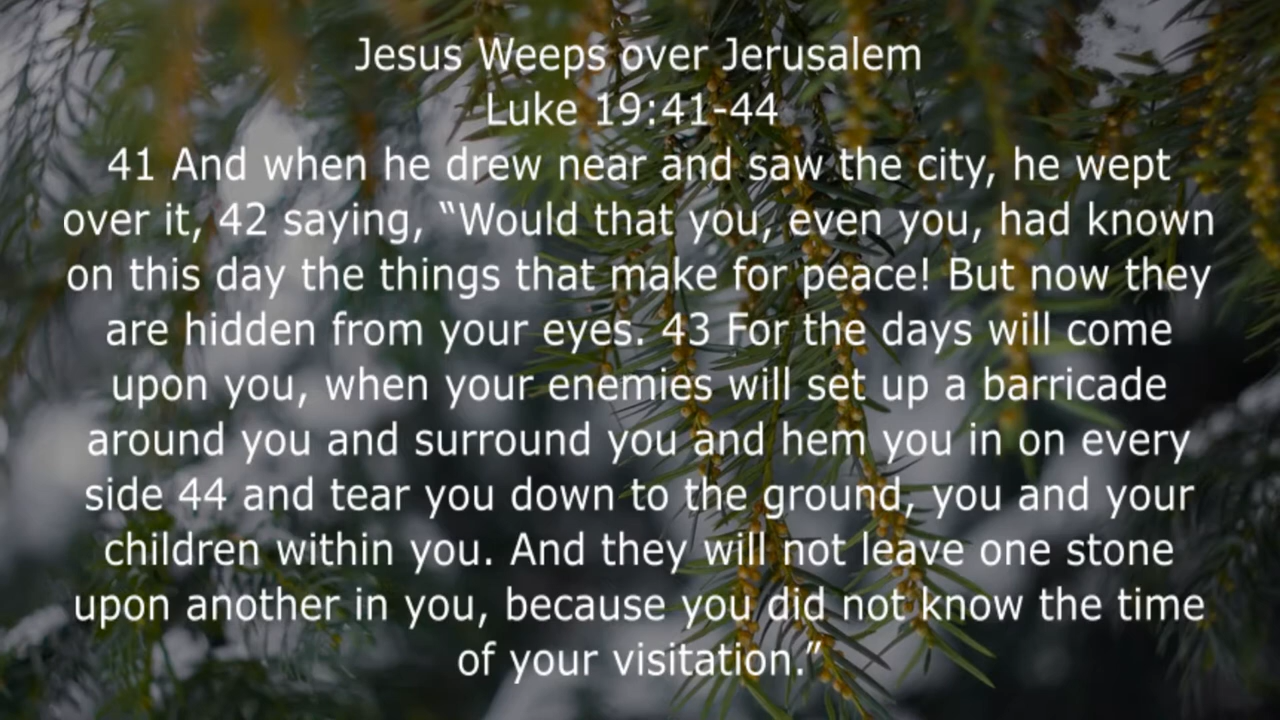 Jesus Weeps over Jerusalem
Luke 19:41-44
41 And when he drew near and saw the city, he wept
over it, 42 saying, “Would that you, even you, had known
on this day the things that make for peace! But now they
are hidden from your eyes. 43 For the days will come
upon you, when your enemies will set up a barricade
around you and surround you and hem you in on every
side 44 and tear you down to the ground, you and your
children within you. And they will not leave one stone
upon another in you, because you did not know the time
of your visitation.”